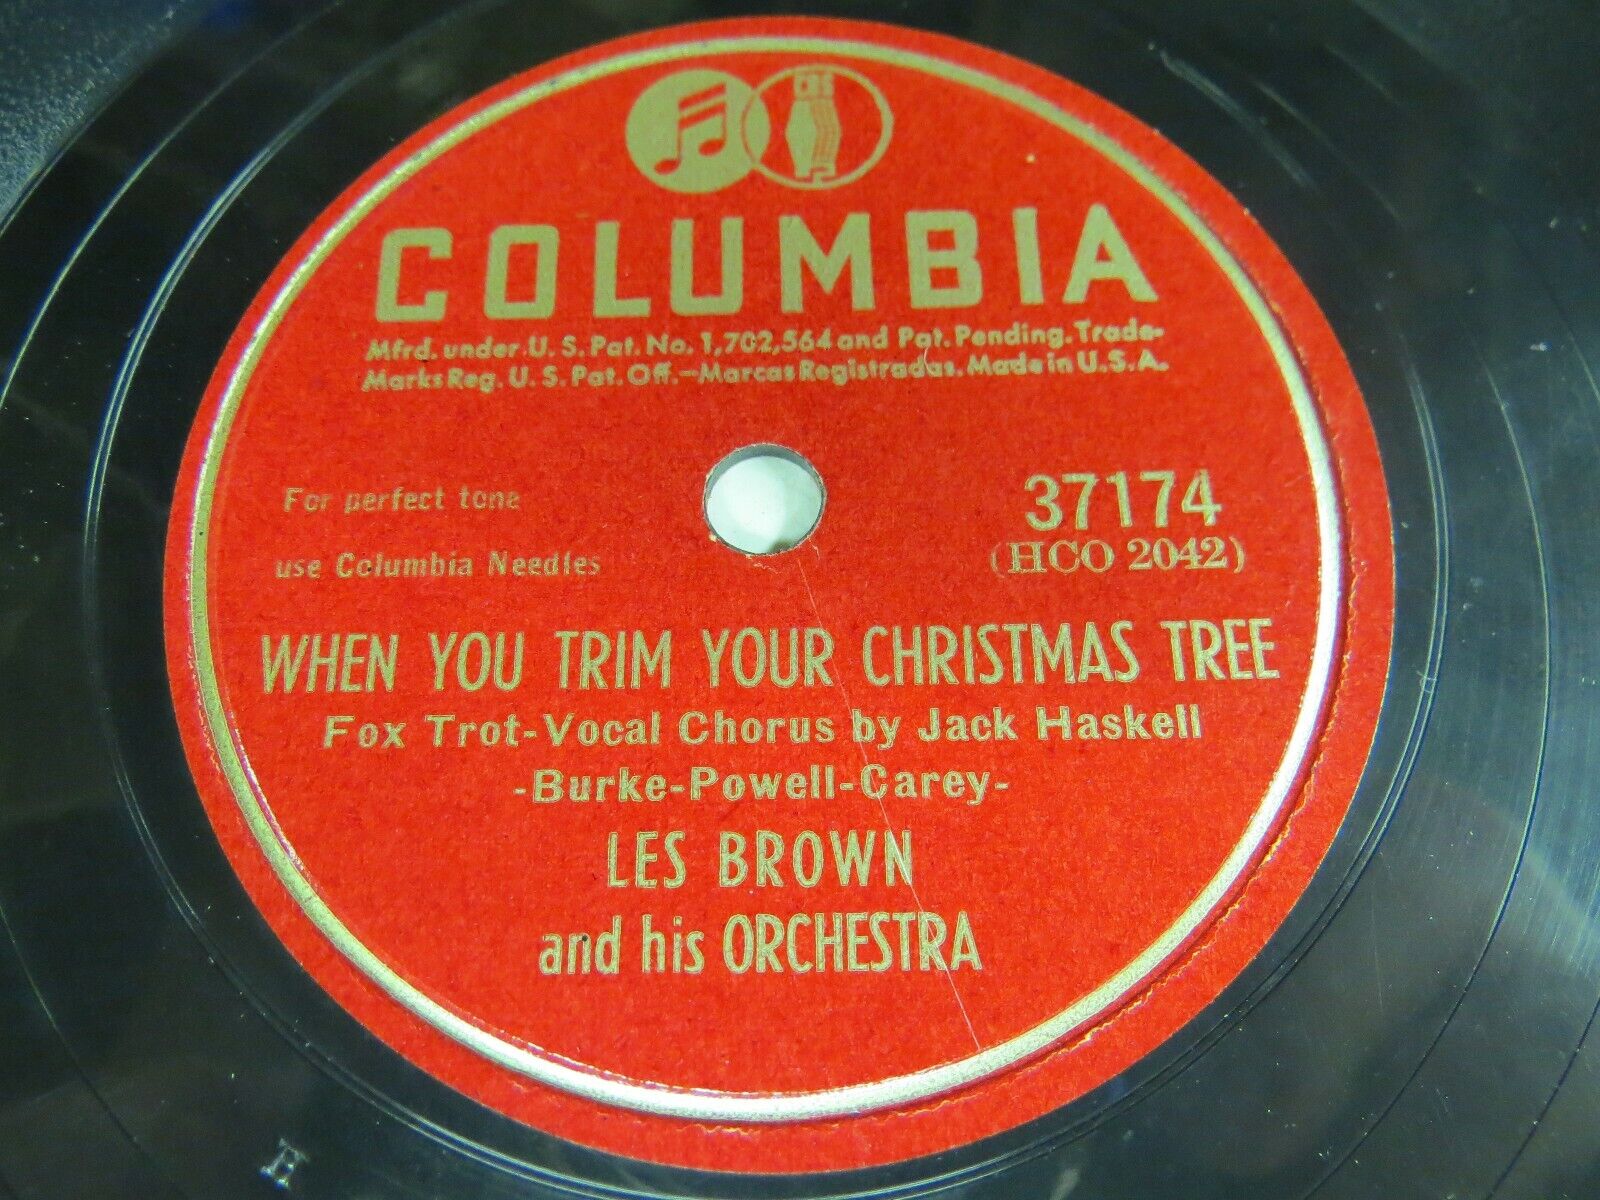 CBS
COLUMBIA
Mfrd. under U. S. Pat. No. 1,702,564 and Pat. Pending. Trade-
Marks Reg. U. S. Pat. Off.—Marcas Registradas. Made in U.S.A.
For perfect tone
use Columbia Needles
37174
(HCO 2042)
WHEN YOU TRIM YOUR CHRISTMAS TREE
Fox Trot-Vocal Chorus by Jack Haskell
-Burke-Powell-Carey-
LES BROWN
and his ORCHESTRA